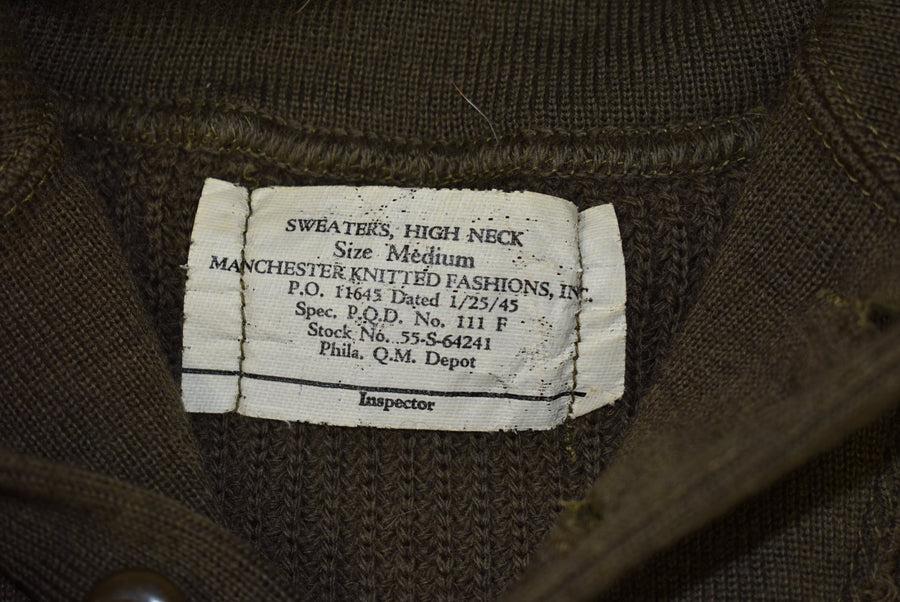 SWEATERS, HIGH NECK
Size Medium
MANCHESTER KNITTED FASHIONS, INC.
P.O. 11645 Dated 1/25/45
Spec. P.Q.D. No. 111 F
Stock No. 55-S-64241
Phila. Q.M. Depot
Inspector